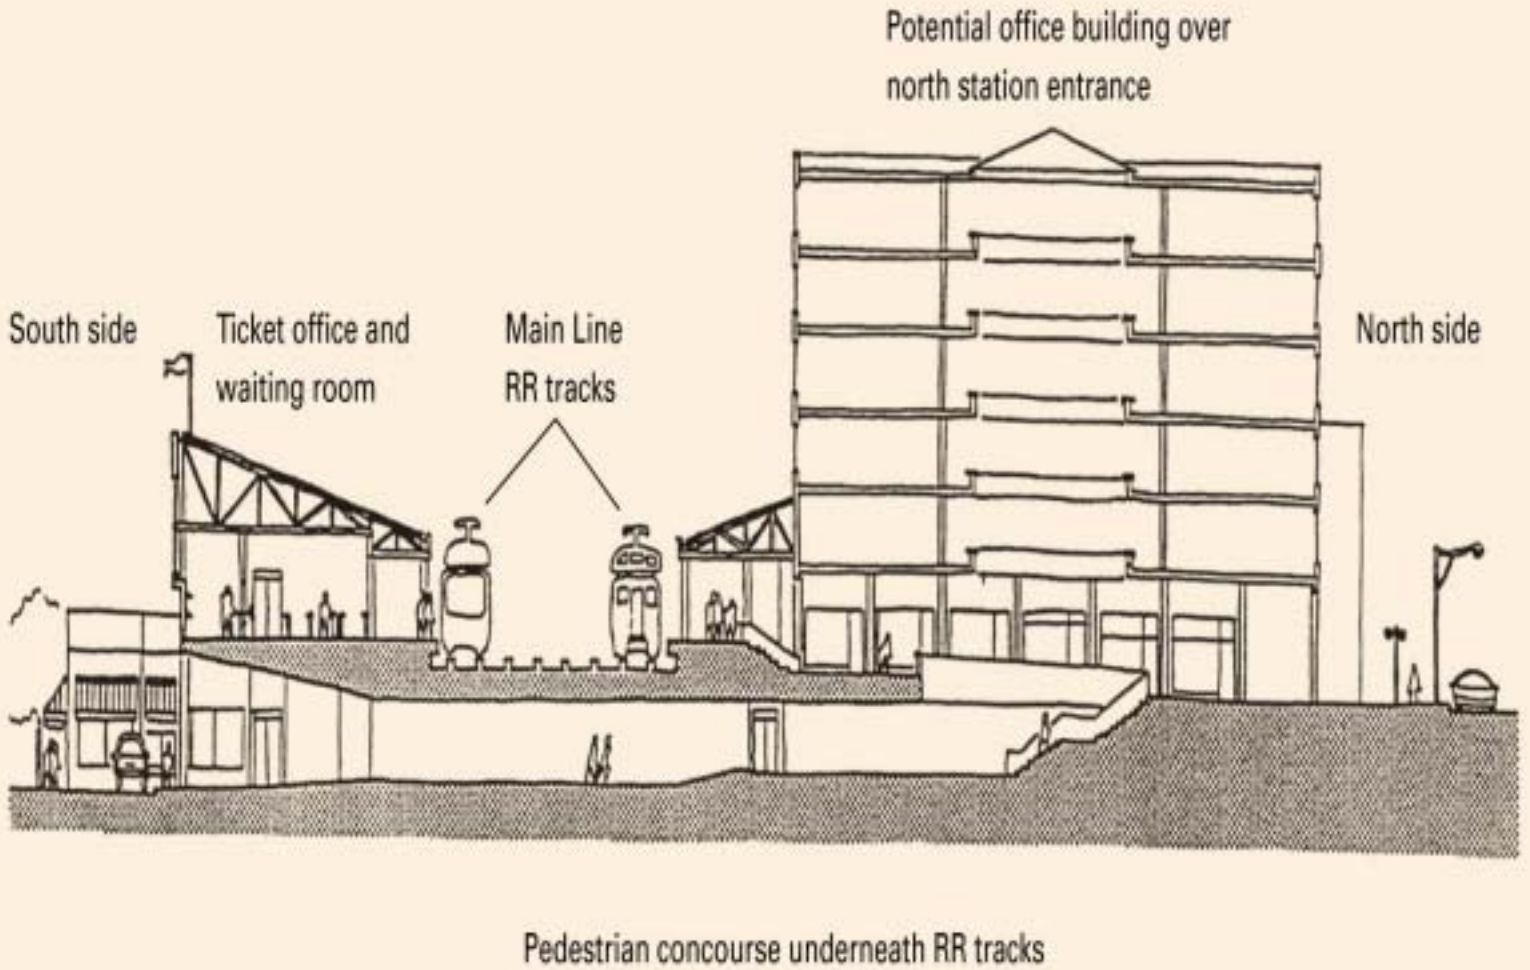 Potential office building over
north station entrance
South side
Ticket office and
waiting room
Main Line
RR tracks
North side
Pedestrian concourse underneath RR tracks